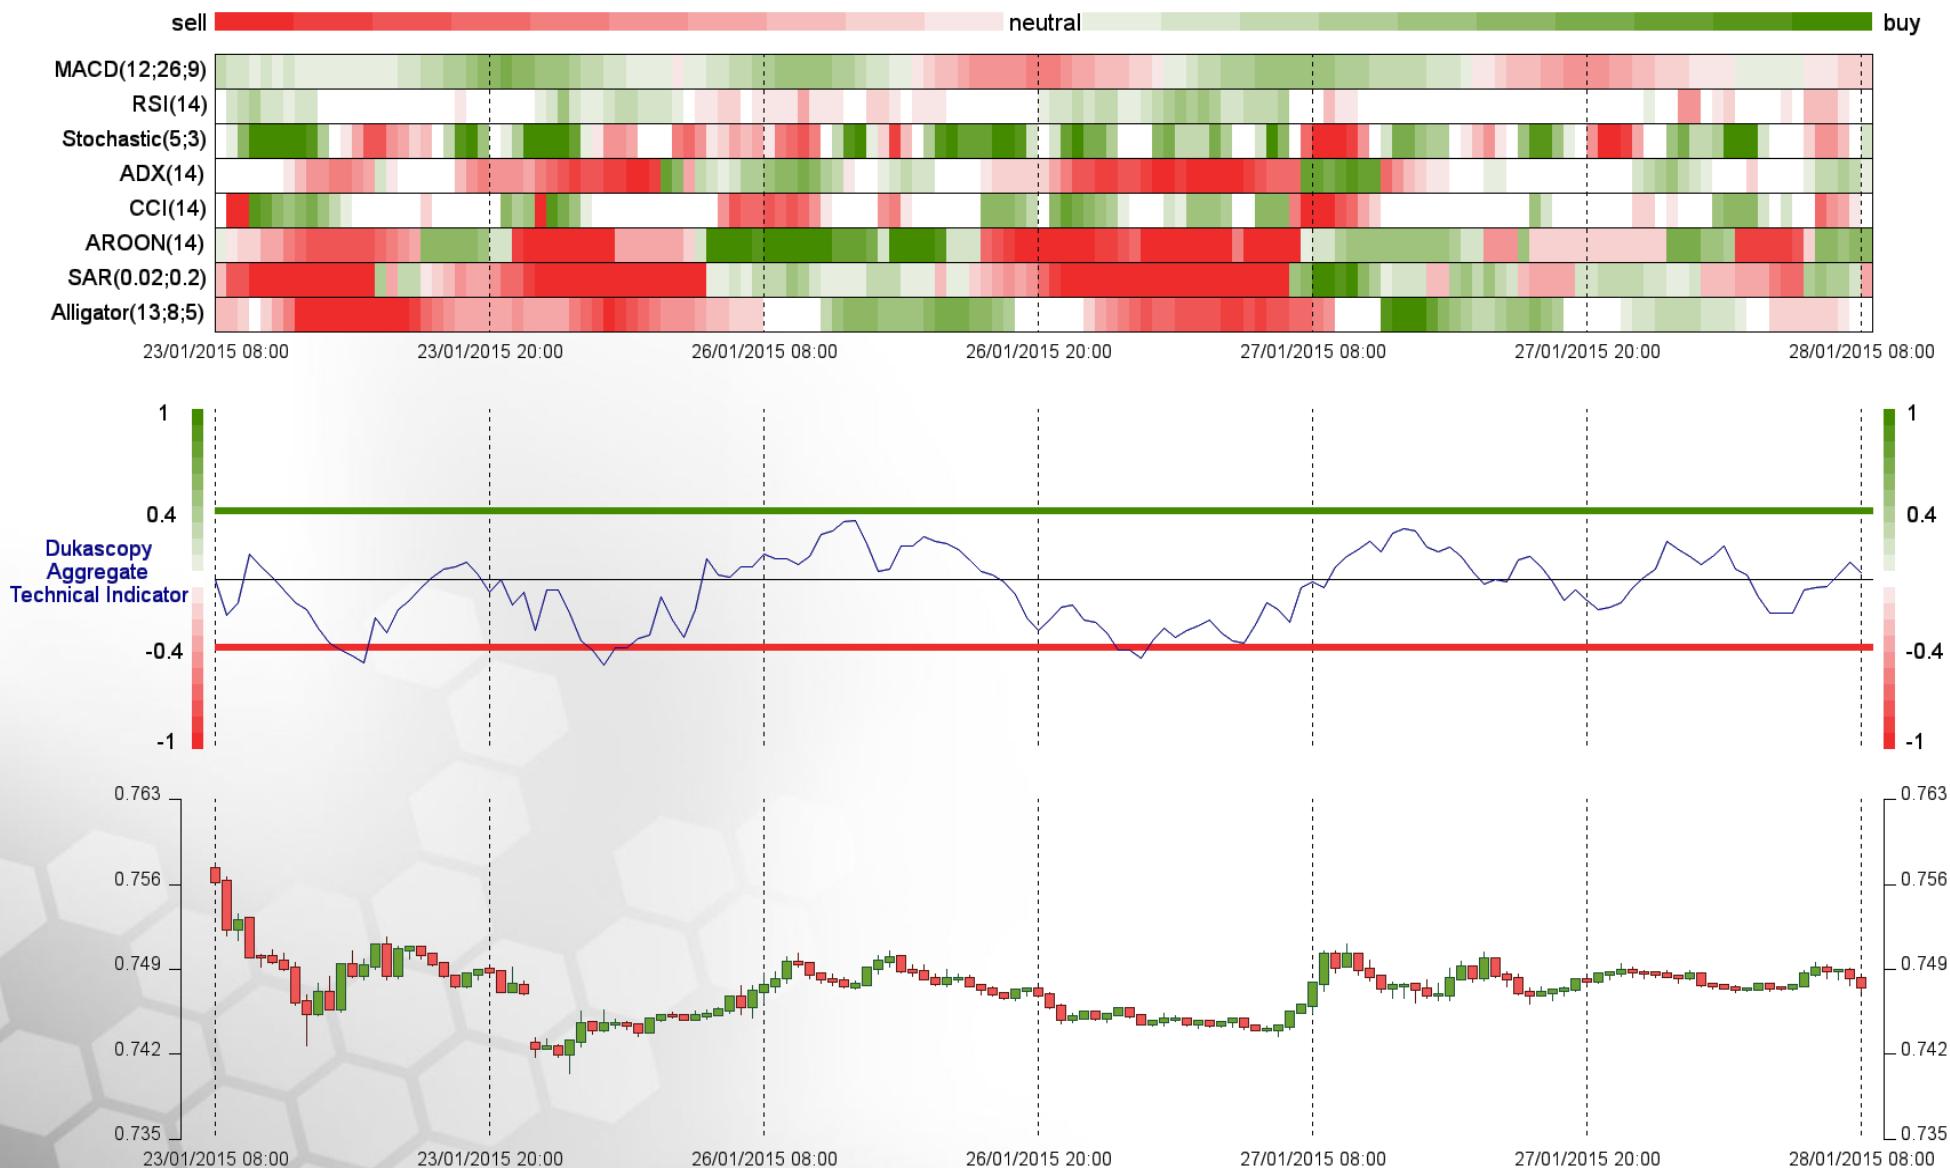 sell neutral buy
MACD(12;26;9)
RSI(14)
Stochastic(5;3)
ADX(14)
CCI(14)
AROON(14)
SAR(0.02;0.2)
Alligator(13;8;5)
23/01/2015 08:00 23/01/2015 20:00 26/01/2015 08:00 26/01/2015 20:00 27/01/2015 08:00 27/01/2015 20:00 28/01/2015 08:00
1 1
0.4 0.4
Dukascopy
Aggregate
Technical Indicator
-0.4 -0.4
-1 -1
0.763 0.763
0.756 0.756
0.749 0.749
0.742 0.742
0.735 0.735
23/01/2015 08:00 23/01/2015 20:00 26/01/2015 08:00 26/01/2015 20:00 27/01/2015 08:00 27/01/2015 20:00 28/01/2015 08:00